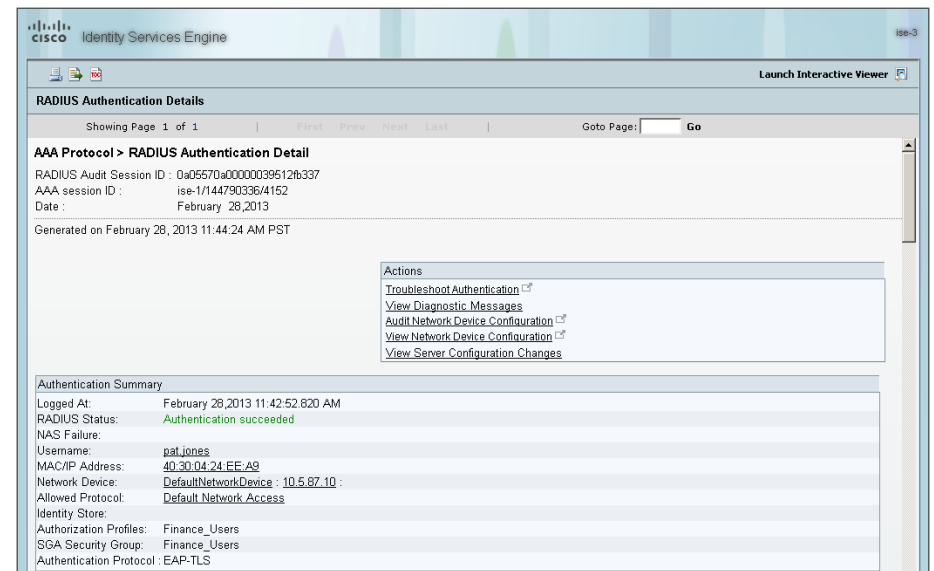 cisco Identity Services Engine
ise-3
Launch Interactive Viewer
RADIUS Authentication Details
Showing Page 1 of 1 | First Prev Next Last | Goto Page: Go
AAA Protocol > RADIUS Authentication Detail
RADIUS Audit Session ID : 0a05570a00000039512fb337
AAA session ID : ise-1/144790336/4152
Date : February 28,2013
Generated on February 28, 2013 11:44:24 AM PST
Actions
Troubleshoot Authentication
View Diagnostic Messages
Audit Network Device Configuration
View Network Device Configuration
View Server Configuration Changes
Authentication Summary
Logged At: February 28,2013 11:42:52.820 AM
RADIUS Status: Authentication succeeded
NAS Failure:
Username: pat.jones
MAC/IP Address: 40:30:04:24:EE:A9
Network Device: DefaultNetworkDevice : 10.5.87.10 :
Allowed Protocol: Default Network Access
Identity Store:
Authorization Profiles: Finance_Users
SGA Security Group: Finance_Users
Authentication Protocol : EAP-TLS